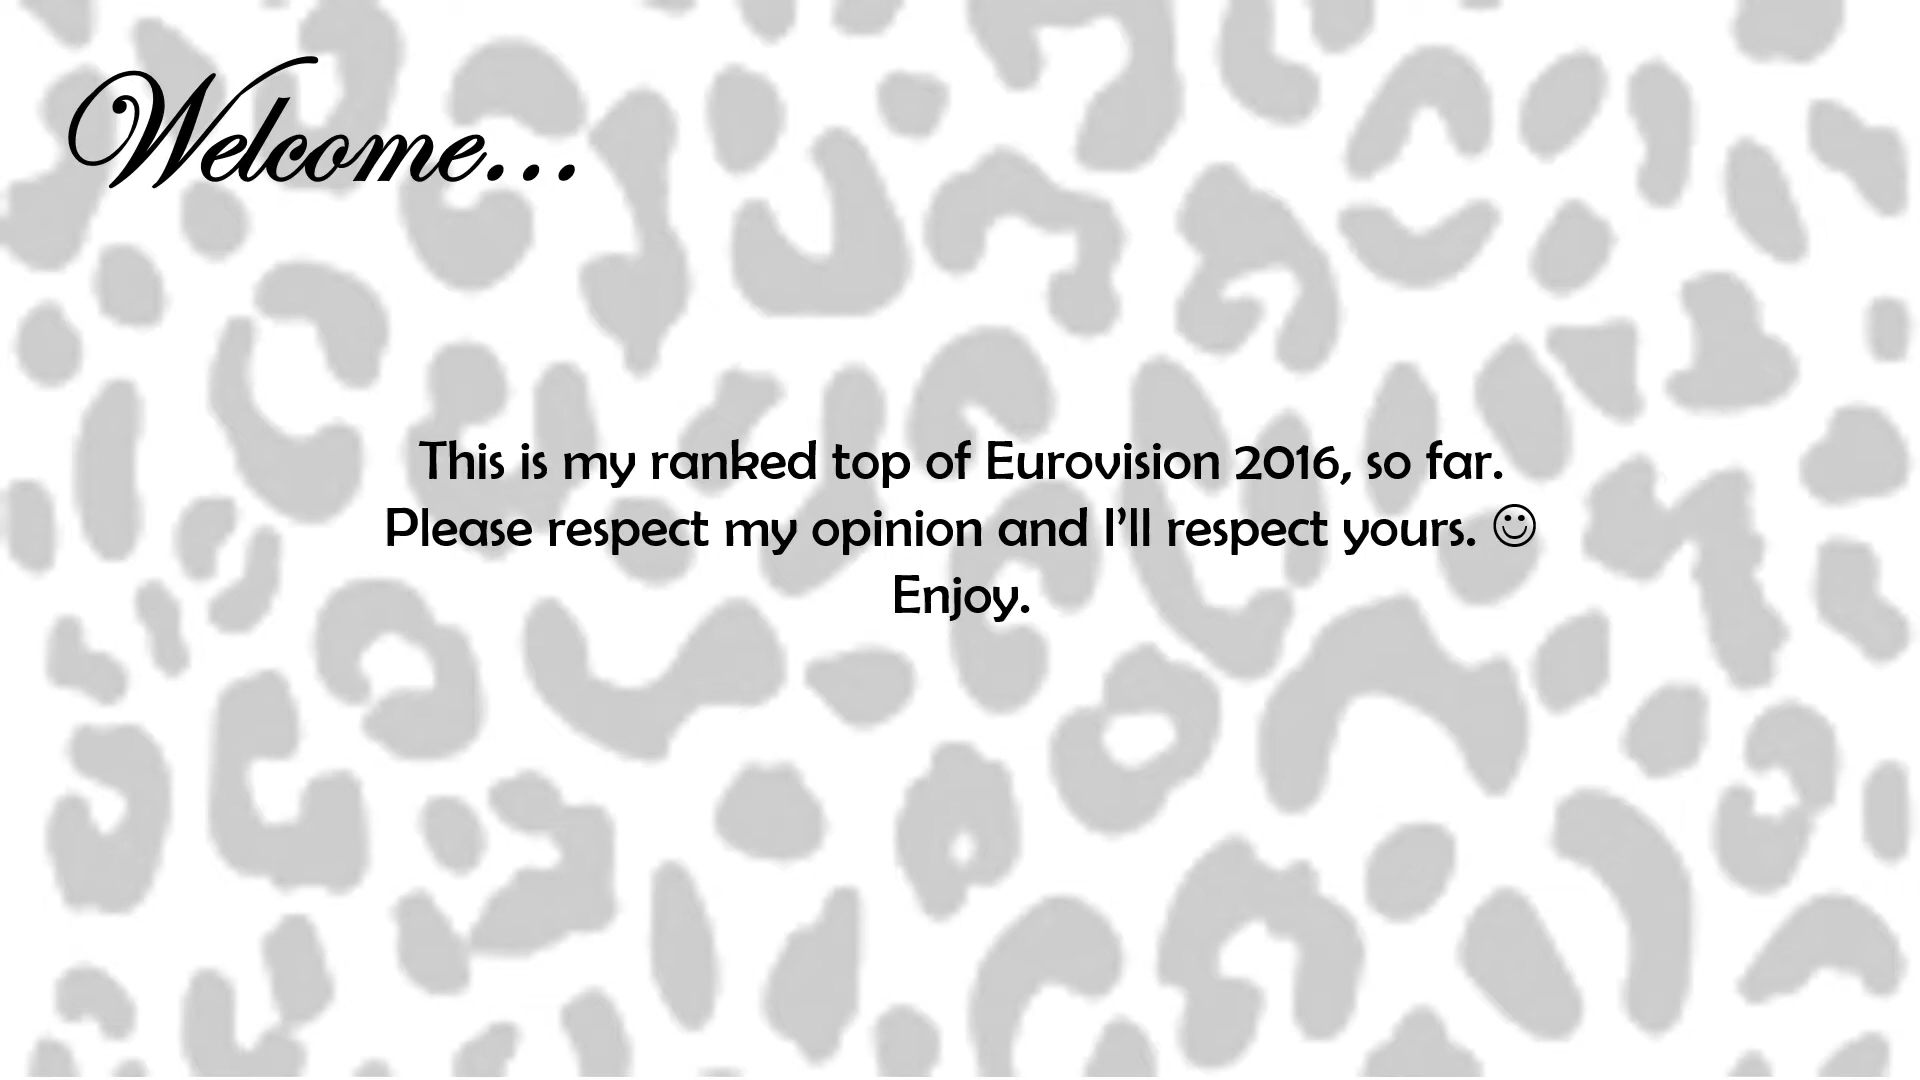 Welcome...
This is my ranked top of Eurovision 2016, so far.
Please respect my opinion and I’ll respect yours. ☺
Enjoy.